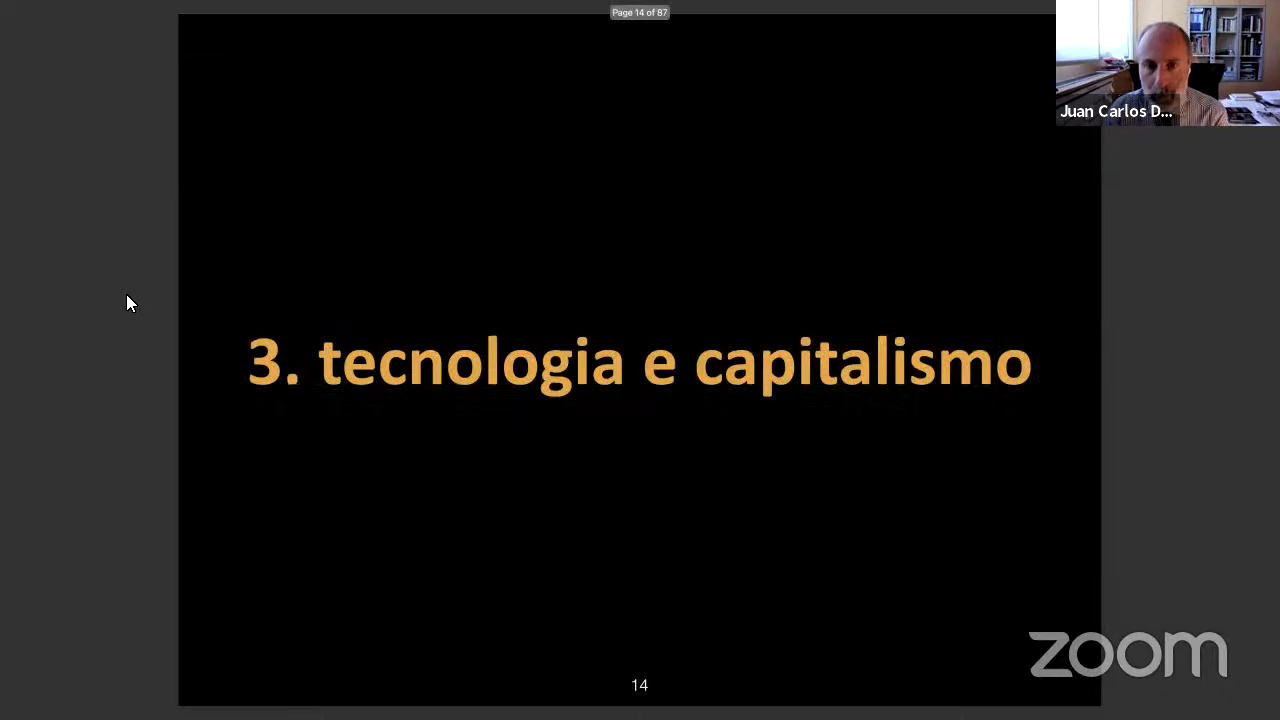 Page 14 of 87
Juan Carlos D...
3. tecnologia e capitalismo
zoom
14